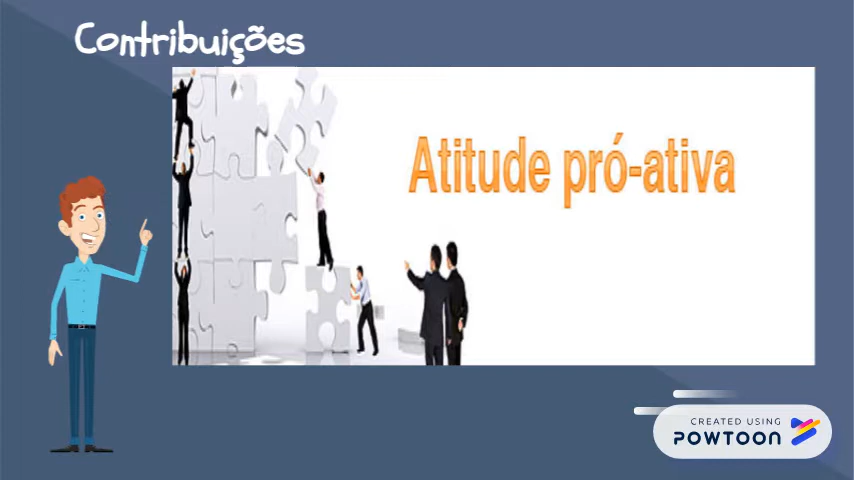 Contribuições
Atitude pró-ativa
CREATED USING
POWTOON